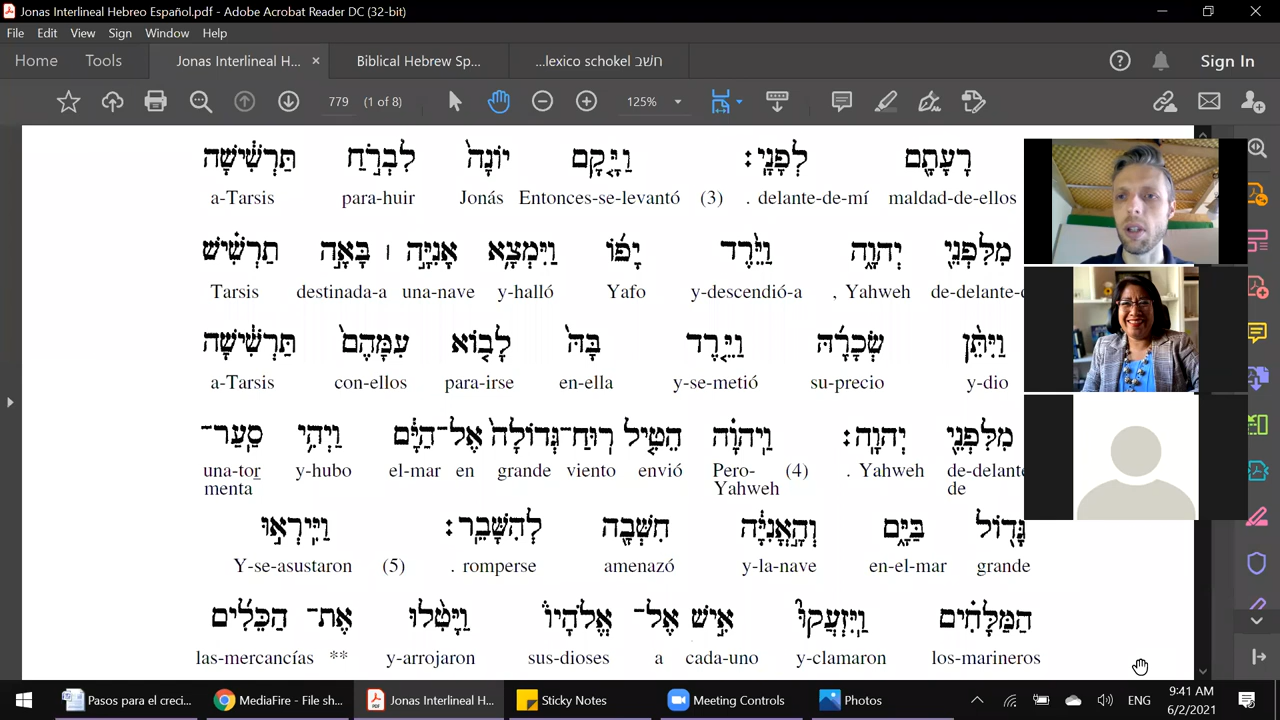 Jonas Interlineal Hebreo Español.pdf - Adobe Acrobat Reader DC (32-bit)
File Edit View Sign Window Help
Home Tools Jonas Interlineal H... × Biblical Hebrew Sp... ...lexico schokel חשׁב Sign In
779 (1 of 8) 125%
רָעָתָ֖ם לְפָנָֽי׃ וַיָּ֤קָם יוֹנָה֙ לִבְרֹ֣חַ תַּרְשִׁ֔ישָׁה
a-Tarsis para-huir Jonás Entonces-se-levantó (3) . delante-de-mí maldad-de-ellos
מִלִּפְנֵ֖י יְהוָ֑ה וַיֵּ֨רֶד יָפ֜וֹ וַיִּמְצָ֥א אֳנִיָּ֣ה ׀ בָּאָ֣ה תַרְשִׁ֗ישׁ
Tarsis destinada-a una-nave y-halló Yafo y-descendió-a , Yahweh de-delante-
וַיִּתֵּ֨ן שְׂכָרָ֜הּ וַיֵּ֤רֶד בָּהּ֙ לָב֤וֹא עִמָּהֶם֙ תַּרְשִׁ֔ישָׁה
a-Tarsis con-ellos para-irse en-ella y-se-metió su-precio y-dio
מִלִּפְנֵ֖י יְהוָֽה׃ וַֽיהוָ֗ה הֵטִ֤יל רֽוּחַ־גְּדוֹלָה֙ אֶל־הַיָּ֔ם וַיְהִ֥י סַֽעַר־
una-tor y-hubo el-mar en grande viento envió Pero- (4) . Yahweh de-delante
menta Yahweh de
גָּד֖וֹל בַּיָּ֑ם וְהָ֣אֳנִיָּ֔ה חִשְּׁבָ֖ה לְהִשָּׁבֵֽר׃ וַיִּֽירְא֣וּ
Y-se-asustaron (5) . romperse amenazó y-la-nave en-el-mar grande
הַמַּלָּחִ֗ים וַֽיִּזְעֲקוּ֮ אִ֣ישׁ אֶל־ אֱלֹהָיו֒ וַיָּטִ֨לוּ אֶת־ הַכֵּלִ֜ים
las-mercancías ** y-arrojaron sus-dioses a cada-uno y-clamaron los-marineros
Pasos para el creci... MediaFire - File sh... Jonas Interlineal H... Sticky Notes Meeting Controls Photos ENG 9:41 AM
6/2/2021